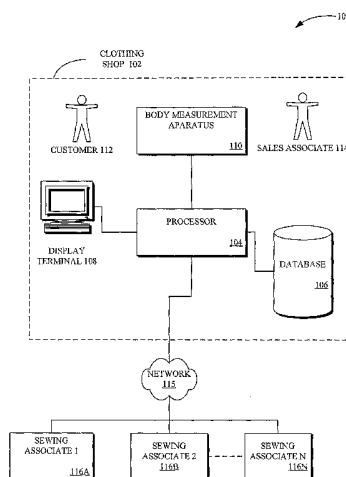 CLOTHING
SHOP 102
CUSTOMER 112
BODY MEASUREMENT
APPARATUS
110
SALES ASSOCIATE
DISPLAY
TERMINAL 108
PROCESSOR
104
DATABASE
106
NETWORK
115
SEWING
ASSOCIATE 1
116A
SEWING
ASSOCIATE 2
116B
SEWING
ASSOCIATE N
116N